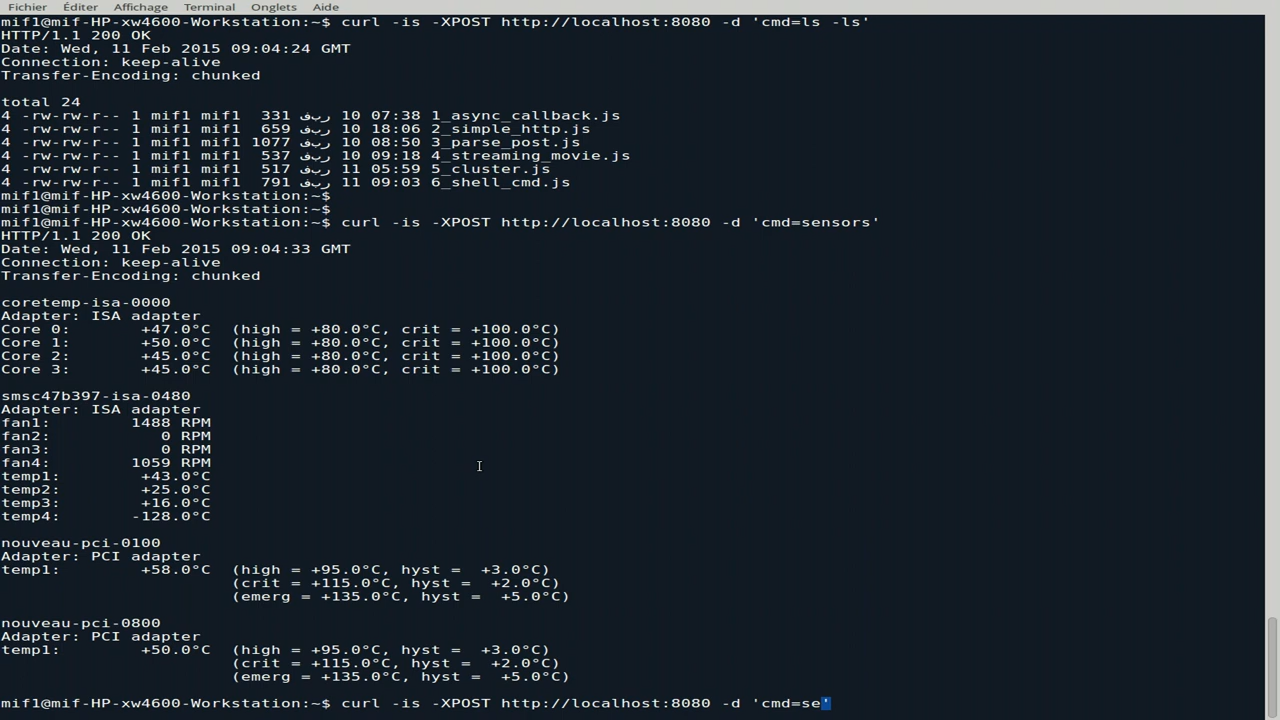 Fichier Éditer Affichage Terminal Onglets Aide
mif1@mif-HP-xw4600-Workstation:~$ curl -is -XPOST http://localhost:8080 -d 'cmd=ls -ls'
HTTP/1.1 200 OK
Date: Wed, 11 Feb 2015 09:04:24 GMT
Connection: keep-alive
Transfer-Encoding: chunked
total 24
4 -rw-rw-r-- 1 mif1 mif1 331 فبر 10 07:38 1_async_callback.js
4 -rw-rw-r-- 1 mif1 mif1 659 فبر 10 18:06 2_simple_http.js
4 -rw-rw-r-- 1 mif1 mif1 1077 فبر 10 08:50 3_parse_post.js
4 -rw-rw-r-- 1 mif1 mif1 537 فبر 10 09:18 4_streaming_movie.js
4 -rw-rw-r-- 1 mif1 mif1 517 فبر 11 05:59 5_cluster.js
4 -rw-rw-r-- 1 mif1 mif1 791 فبر 11 09:03 6_shell_cmd.js
mif1@mif-HP-xw4600-Workstation:~$
mif1@mif-HP-xw4600-Workstation:~$
mif1@mif-HP-xw4600-Workstation:~$ curl -is -XPOST http://localhost:8080 -d 'cmd=sensors'
HTTP/1.1 200 OK
Date: Wed, 11 Feb 2015 09:04:33 GMT
Connection: keep-alive
Transfer-Encoding: chunked
coretemp-isa-0000
Adapter: ISA adapter
Core 0: +47.0°C (high = +80.0°C, crit = +100.0°C)
Core 1: +50.0°C (high = +80.0°C, crit = +100.0°C)
Core 2: +45.0°C (high = +80.0°C, crit = +100.0°C)
Core 3: +45.0°C (high = +80.0°C, crit = +100.0°C)
smsc47b397-isa-0480
Adapter: ISA adapter
fan1: 1488 RPM
fan2: 0 RPM
fan3: 0 RPM
fan4: 1059 RPM
temp1: +43.0°C
temp2: +25.0°C
temp3: +16.0°C
temp4: -128.0°C
nouveau-pci-0100
Adapter: PCI adapter
temp1: +58.0°C (high = +95.0°C, hyst = +3.0°C)
(crit = +115.0°C, hyst = +2.0°C)
(emerg = +135.0°C, hyst = +5.0°C)
nouveau-pci-0800
Adapter: PCI adapter
temp1: +50.0°C (high = +95.0°C, hyst = +3.0°C)
(crit = +115.0°C, hyst = +2.0°C)
(emerg = +135.0°C, hyst = +5.0°C)
mif1@mif-HP-xw4600-Workstation:~$ curl -is -XPOST http://localhost:8080 -d 'cmd=se'